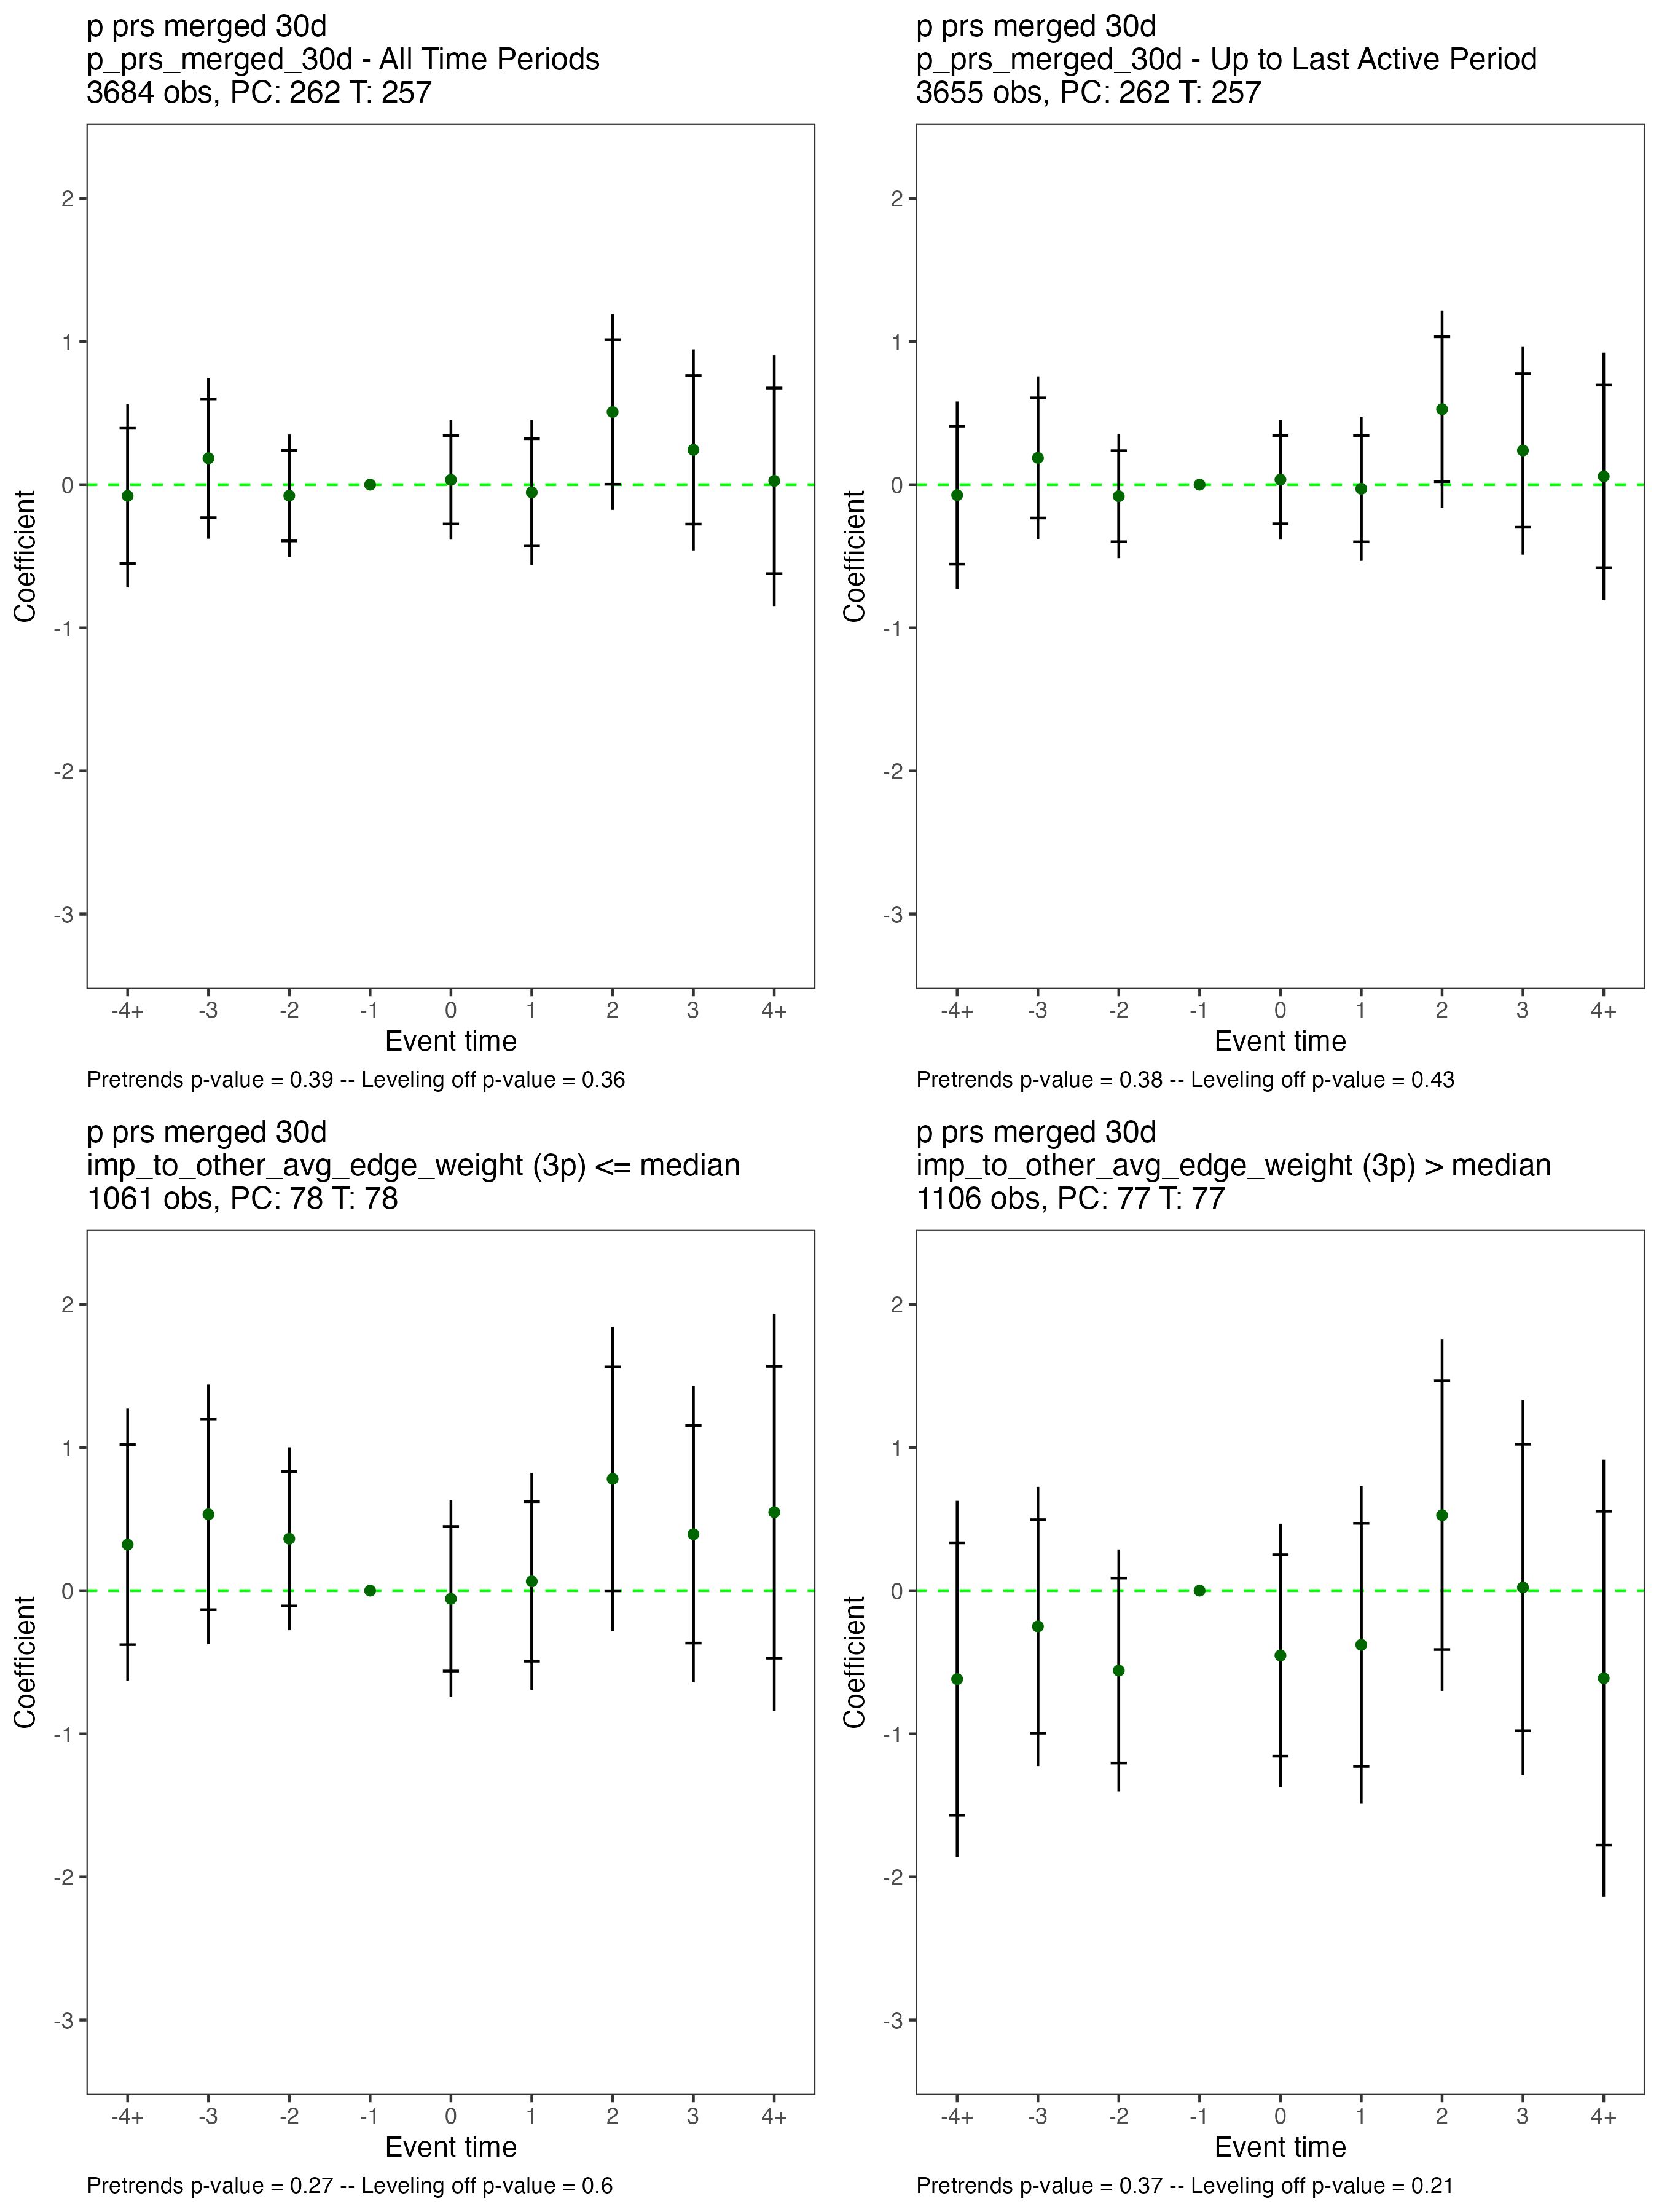 p prs merged 30d
p_prs_merged_30d - All Time Periods
3684 obs, PC: 262 T: 257
2
1
0
-1
-2
-3
Coefficient
-4+ -3 -2 -1 0 1 2 3 4+
Event time
Pretrends p-value = 0.39 -- Leveling off p-value = 0.36
p prs merged 30d
p_prs_merged_30d - Up to Last Active Period
3655 obs, PC: 262 T: 257
2
1
0
-1
-2
-3
Coefficient
-4+ -3 -2 -1 0 1 2 3 4+
Event time
Pretrends p-value = 0.38 -- Leveling off p-value = 0.43
p prs merged 30d
imp_to_other_avg_edge_weight (3p) <= median
1061 obs, PC: 78 T: 78
2
1
0
-1
-2
-3
Coefficient
-4+ -3 -2 -1 0 1 2 3 4+
Event time
Pretrends p-value = 0.27 -- Leveling off p-value = 0.6
p prs merged 30d
imp_to_other_avg_edge_weight (3p) > median
1106 obs, PC: 77 T: 77
2
1
0
-1
-2
-3
Coefficient
-4+ -3 -2 -1 0 1 2 3 4+
Event time
Pretrends p-value = 0.37 -- Leveling off p-value = 0.21